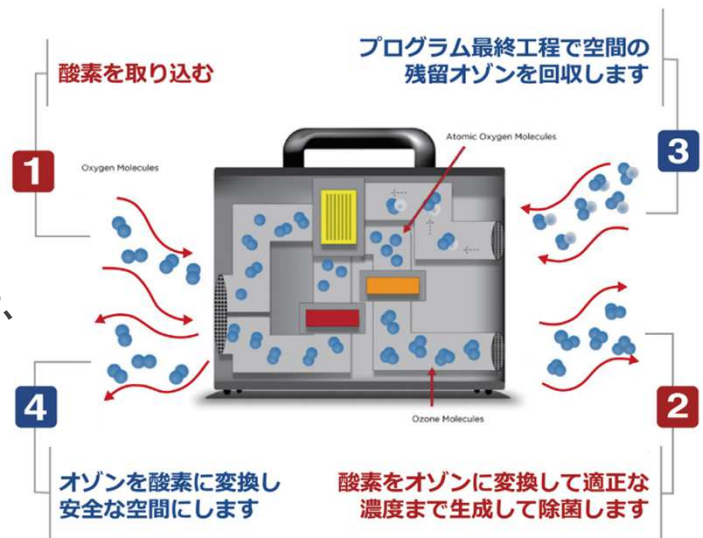 1
酸素を取り込む
Oxygen Molecules
Atomic Oxygen Molecules
プログラム最終工程で空間の
残留オゾンを回収します
3
、
4
オゾンを酸素に変換し
安全な空間にします
Ozone Molecules
2
酸素をオゾンに変換して適正な
濃度まで生成して除菌します